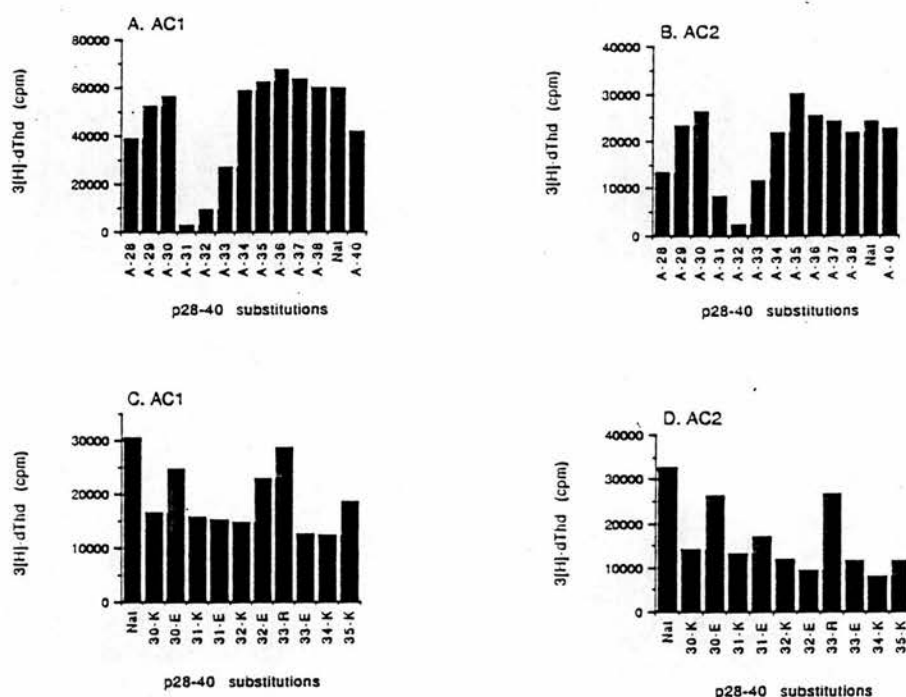 A. AC1
80000
60000
40000
20000
0
3[H]-dThd (cpm)
A-28
A-29
A-30
A-31
A-32
A-33
A-34
A-35
A-36
A-37
A-38
Nal
A-40
p28-40 substitutions
B. AC2
40000
30000
20000
10000
0
3[H]-dThd (cpm)
A-28
A-29
A-30
A-31
A-32
A-33
A-34
A-35
A-36
A-37
A-38
Nal
A-40
p28-40 substitutions
C. AC1
30000
20000
10000
0
3[H]-dThd (cpm)
Nal
30-K
30-E
31-K
31-E
32-K
32-E
33-R
33-E
34-K
35-K
p28-40 substitutions
D. AC2
40000
30000
20000
10000
0
3[H]-dThd (cpm)
Nal
30-K
30-E
31-K
31-E
32-K
32-E
33-R
33-E
34-K
35-K
p28-40 substitutions